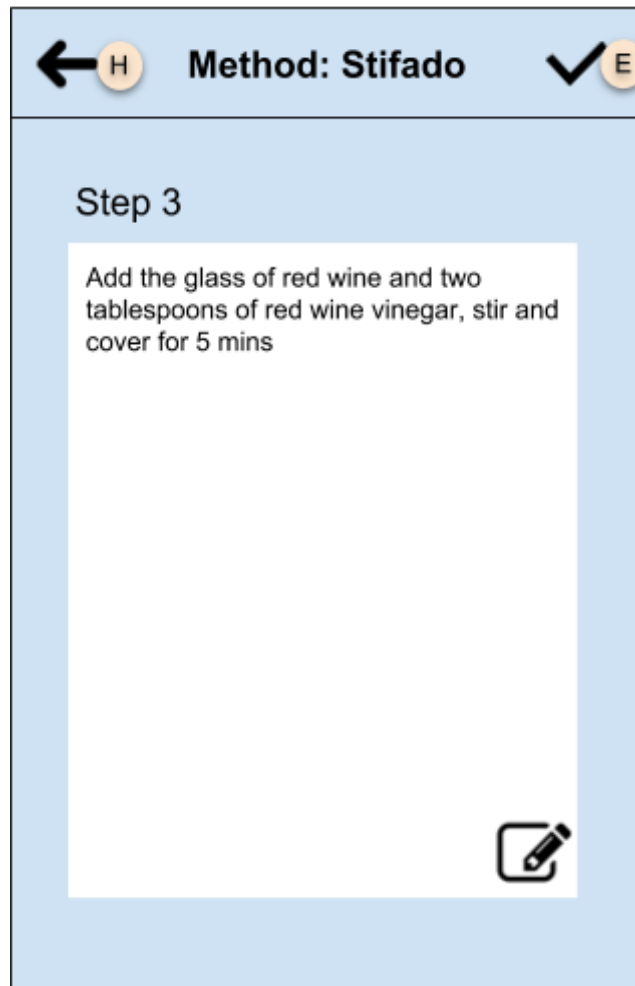 H
Method: Stifado
E
Step 3
Add the glass of red wine and two
tablespoons of red wine vinegar, stir and
cover for 5 mins